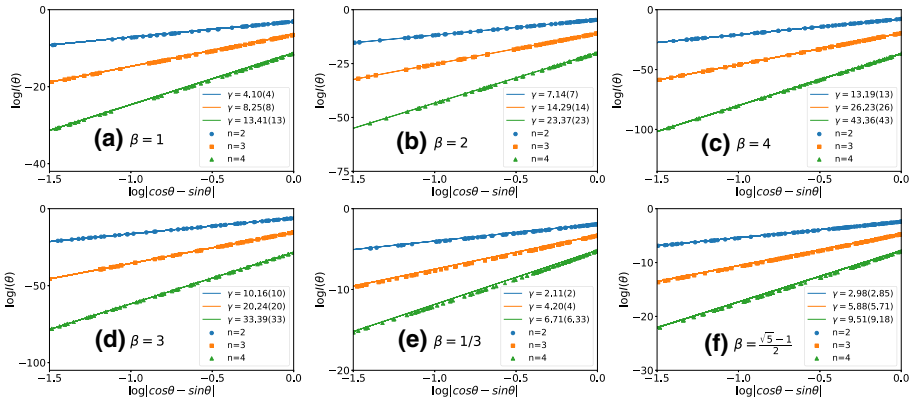 0
−20
−40
logI(θ)
−1.5
−1.0
−0.5
0.0
log|cosθ − sinθ|
(a) β = 1
γ = 4,10(4)
γ = 8,25(8)
γ = 13,41(13)
n=2
n=3
n=4
0
−25
−50
−75
−1.5
−1.0
−0.5
0.0
log|cosθ − sinθ|
(b) β = 2
γ = 7,14(7)
γ = 14,29(14)
γ = 23,37(23)
n=2
n=3
n=4
0
−50
−100
−1.5
−1.0
−0.5
0.0
log|cosθ − sinθ|
(c) β = 4
γ = 13,19(13)
γ = 26,23(26)
γ = 43,36(43)
n=2
n=3
n=4
0
−50
−100
logI(θ)
−1.5
−1.0
−0.5
0.0
log|cosθ − sinθ|
(d) β = 3
γ = 10,16(10)
γ = 20,24(20)
γ = 33,39(33)
n=2
n=3
n=4
0
−5
−10
−15
−20
−1.5
−1.0
−0.5
0.0
log|cosθ − sinθ|
(e) β = 1/3
γ = 2,11(2)
γ = 4,20(4)
γ = 6,71(6,33)
n=2
n=3
n=4
0
−10
−20
−30
−1.5
−1.0
−0.5
0.0
log|cosθ − sinθ|
(f) β = (√5 − 1)/2
γ = 2,98(2,85)
γ = 5,88(5,71)
γ = 9,51(9,18)
n=2
n=3
n=4